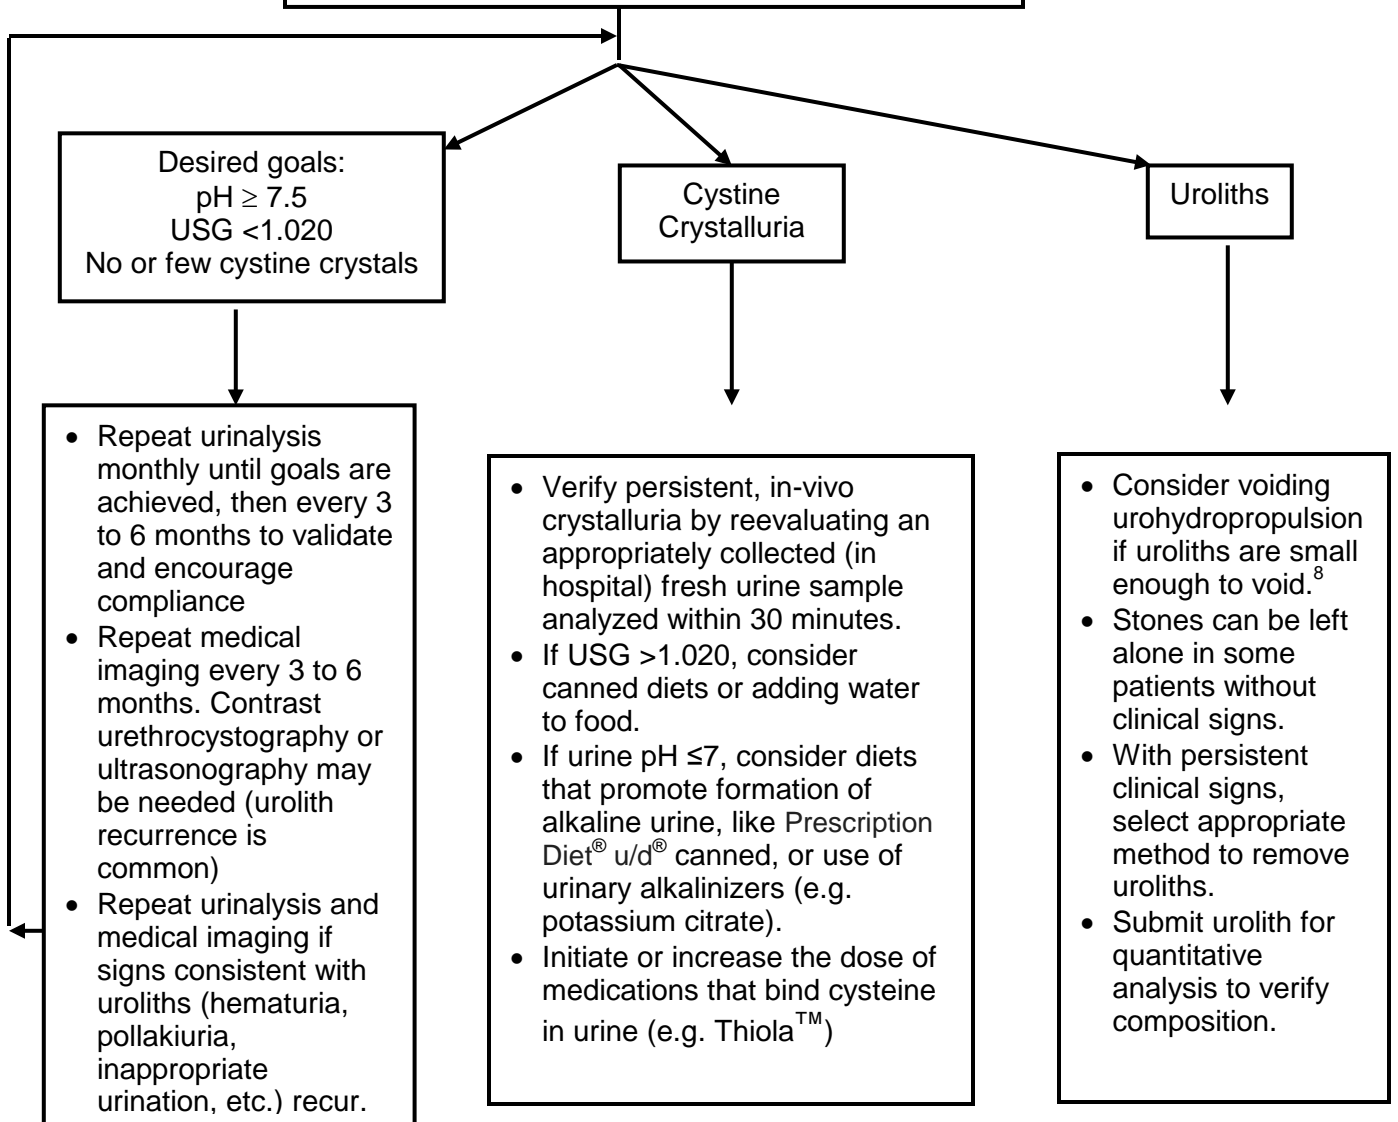 Desired goals:
pH ≥ 7.5
USG <1.020
No or few cystine crystals
Cystine
Crystalluria
Uroliths
• Repeat urinalysis
monthly until goals are
achieved, then every 3
to 6 months to validate
and encourage
compliance
• Repeat medical
imaging every 3 to 6
months. Contrast
urethrocystography or
ultrasonography may
be needed (urolith
recurrence is
common)
• Repeat urinalysis and
medical imaging if
signs consistent with
uroliths (hematuria,
pollakiuria,
inappropriate
urination, etc.) recur.
• Verify persistent, in-vivo
crystalluria by reevaluating an
appropriately collected (in
hospital) fresh urine sample
analyzed within 30 minutes.
• If USG >1.020, consider
canned diets or adding water
to food.
• If urine pH ≤7, consider diets
that promote formation of
alkaline urine, like Prescription
Diet® u/d® canned, or use of
urinary alkalinizers (e.g.
potassium citrate).
• Initiate or increase the dose of
medications that bind cysteine
in urine (e.g. Thiola™)
• Consider voiding
urohydropropulsion
if uroliths are small
enough to void.⁸
• Stones can be left
alone in some
patients without
clinical signs.
• With persistent
clinical signs,
select appropriate
method to remove
uroliths.
• Submit urolith for
quantitative
analysis to verify
composition.